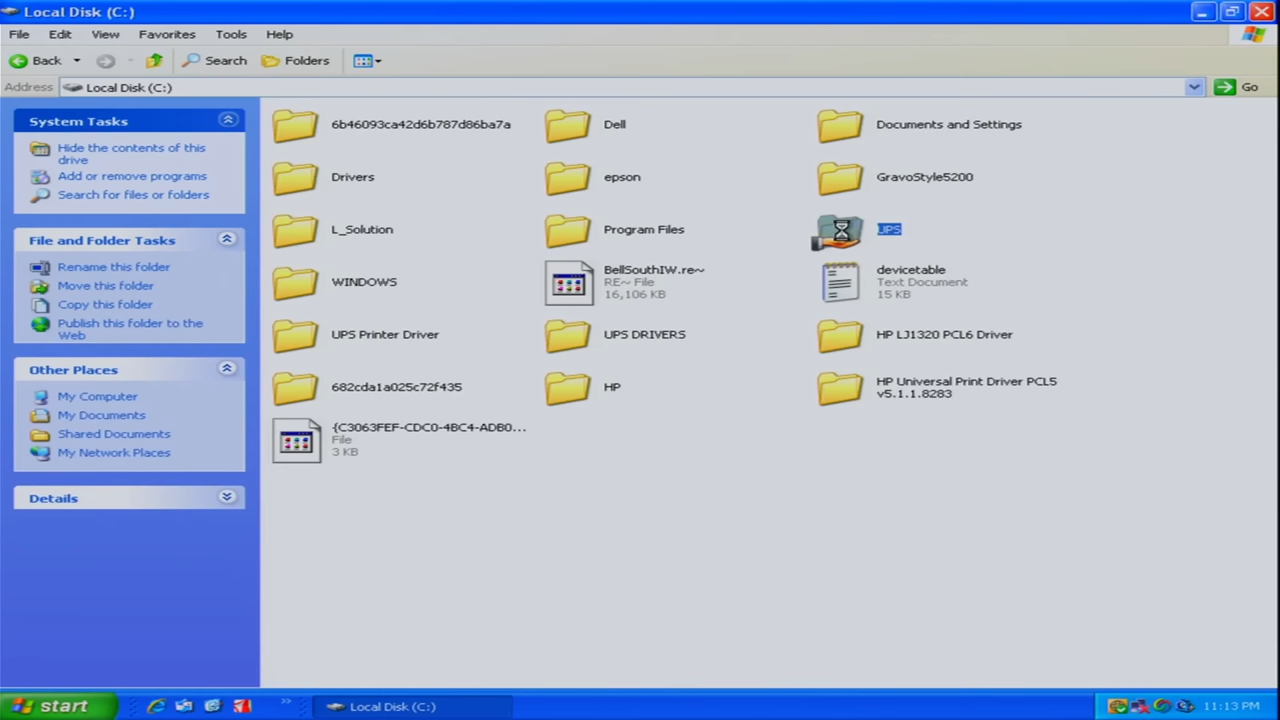 Local Disk (C:)
File Edit View Favorites Tools Help
Back Search Folders
Address Local Disk (C:) Go
System Tasks
Hide the contents of this
drive
Add or remove programs
Search for files or folders
File and Folder Tasks
Rename this folder
Move this folder
Copy this folder
Publish this folder to the
Web
Other Places
My Computer
My Documents
Shared Documents
My Network Places
Details
6b46093ca42d6b787d86ba7a
Dell
Documents and Settings
Drivers
epson
GravoStyle5200
L_Solution
Program Files
UPS
WINDOWS
BellSouthIW.re~
RE~ File
16,106 KB
devicetable
Text Document
15 KB
UPS Printer Driver
UPS DRIVERS
HP LJ1320 PCL6 Driver
682cda1a025c72f435
HP
HP Universal Print Driver PCL5
v5.1.1.8283
{C3063FEF-CDC0-4BC4-ADB0...
File
3 KB
start
Local Disk (C:)
11:13 PM